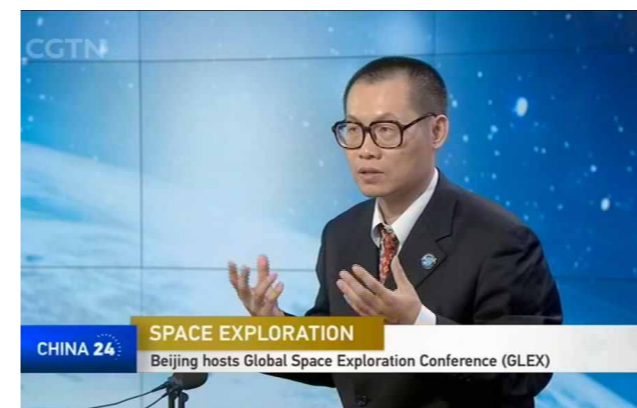 CGTN
SPACE EXPLORATION
CHINA 24
Beijing hosts Global Space Exploration Conference (GLEX)